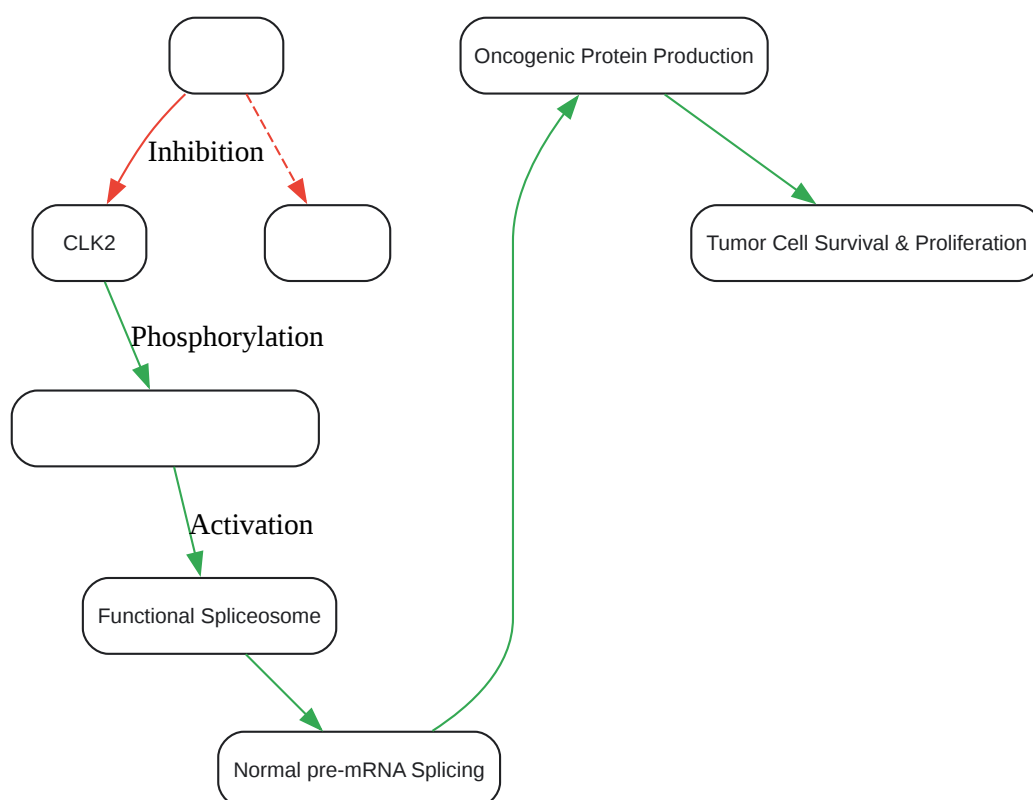 Oncogenic Protein Production
Inhibition
CLK2
Tumor Cell Survival & Proliferation
Phosphorylation
Activation
Functional Spliceosome
Normal pre-mRNA Splicing